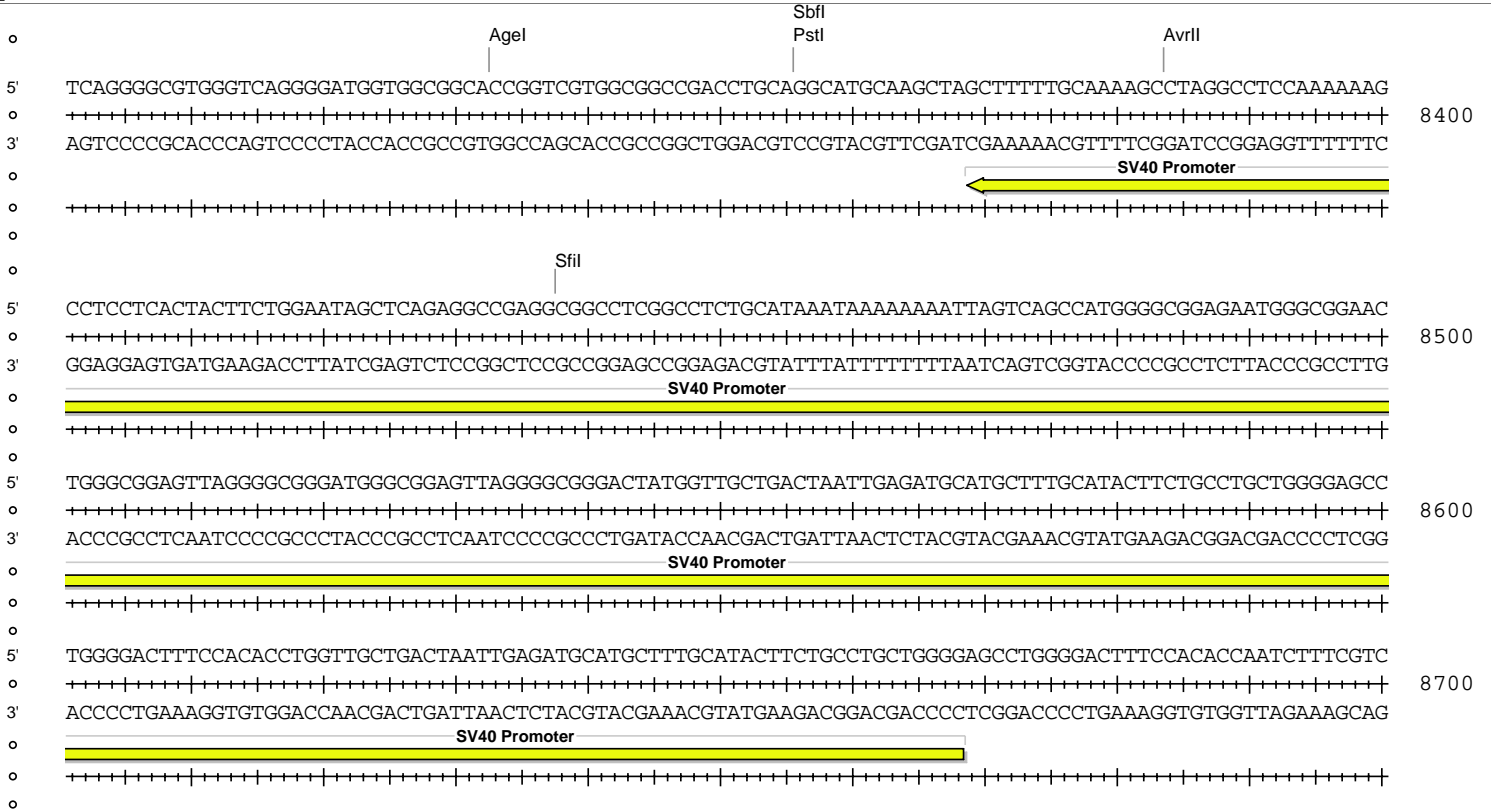 SbfI
AgeI PstI AvrII
5' TCAGGGGCGTGGGTCAGGGGATGGTGGCGGCACCGGTCGTGGCGGCCGACCTGCAGGCATGCAAGCTAGCTTTTTGCAAAAGCCTAGGCCTCCAAAAAAG
8400
3' AGTCCCCGCACCCAGTCCCCTACCACCGCCGTGGCCAGCACCGCCGGCTGGACGTCCGTACGTTCGATCGAAAAACGTTTTCGGATCCGGAGGTTTTTTC
SV40 Promoter
SfiI
5' CCTCCTCACTACTTCTGGAATAGCTCAGAGGCCGAGGCGGCCTCGGCCTCTGCATAAATAAAAAAAATTAGTCAGCCATGGGGCGGAGAATGGGCGGAAC
8500
3' GGAGGAGTGATGAAGACCTTATCGAGTCTCCGGCTCCGCCGGAGCCGGAGACGTATTTATTTTTTTTAATCAGTCGGTACCCCGCCTCTTACCCGCCTTG
SV40 Promoter
5' TGGGCGGAGTTAGGGGCGGGATGGGCGGAGTTAGGGGCGGGACTATGGTTGCTGACTAATTGAGATGCATGCTTTGCATACTTCTGCCTGCTGGGGAGCC
8600
3' ACCCGCCTCAATCCCCGCCCTACCCGCCTCAATCCCCGCCCTGATACCAACGACTGATTAACTCTACGTACGAAACGTATGAAGACGGACGACCCCTCGG
SV40 Promoter
5' TGGGGACTTTCCACACCTGGTTGCTGACTAATTGAGATGCATGCTTTGCATACTTCTGCCTGCTGGGGAGCCTGGGGACTTTCCACACCAATCTTTCGTC
8700
3' ACCCCTGAAAGGTGTGGACCAACGACTGATTAACTCTACGTACGAAACGTATGAAGACGGACGACCCCTCGGACCCCTGAAAGGTGTGGTTAGAAAGCAG
SV40 Promoter